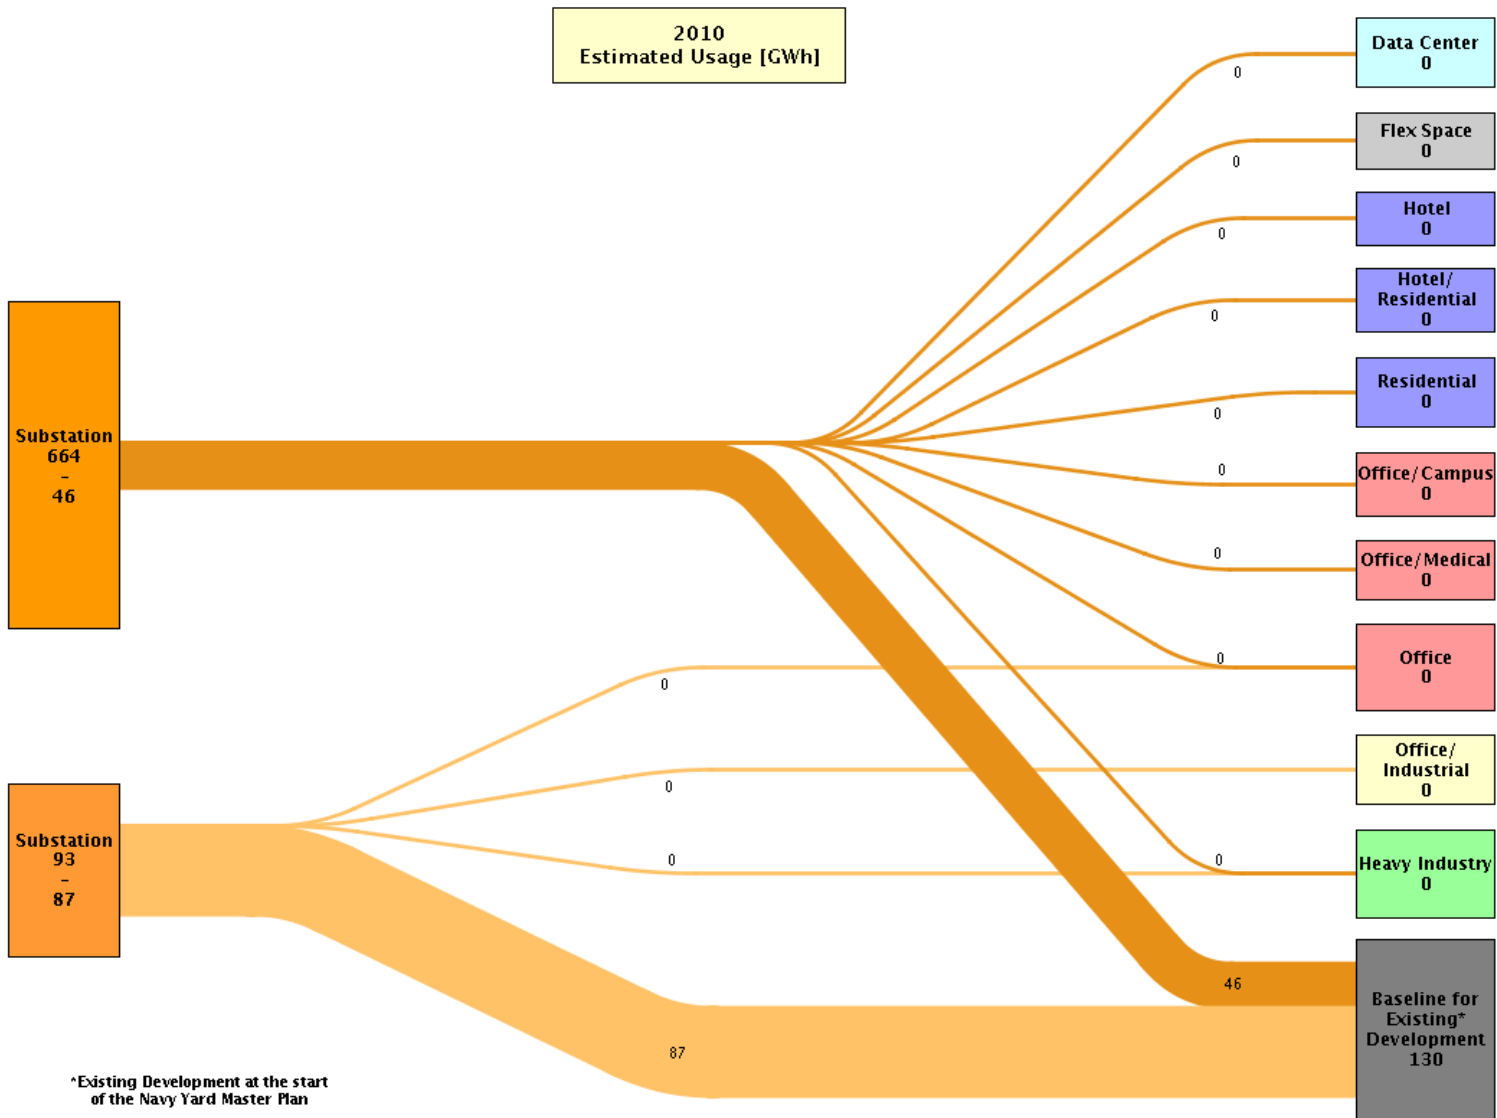 2010
Estimated Usage [GWh]
Data Center
0
0
Flex Space
0
0
Hotel
0
0
Hotel/
Residential
0
0
Residential
0
0
Substation
664
-
46
Office/Campus
0
0
Office/Medical
0
0
Office
0
0
0
Office/
Industrial
0
0
Substation
93
-
87
Heavy Industry
0
0
0
46
Baseline for
Existing*
Development
130
87
*Existing Development at the start
of the Navy Yard Master Plan